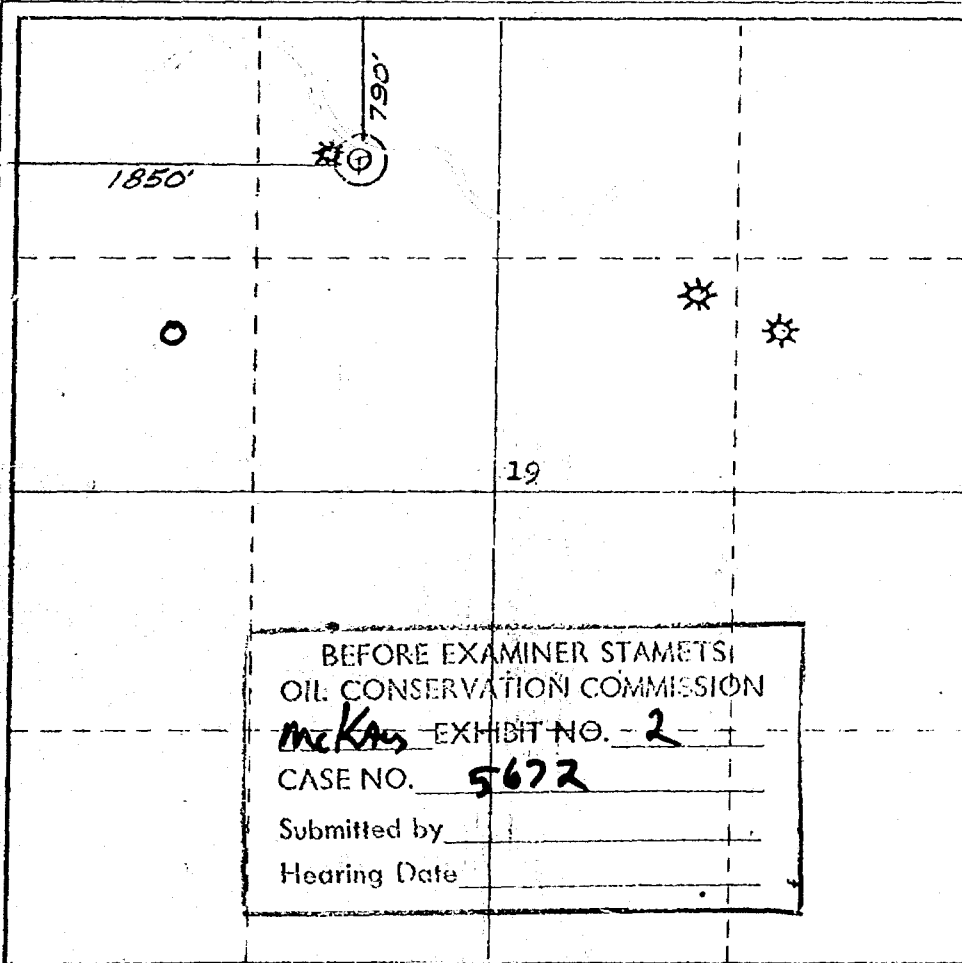 790'
1850'
19
BEFORE EXAMINER STAMETS
OIL CONSERVATION COMMISSION
McKay EXHIBIT NO. 2
CASE NO. 5672
Submitted by
Hearing Date